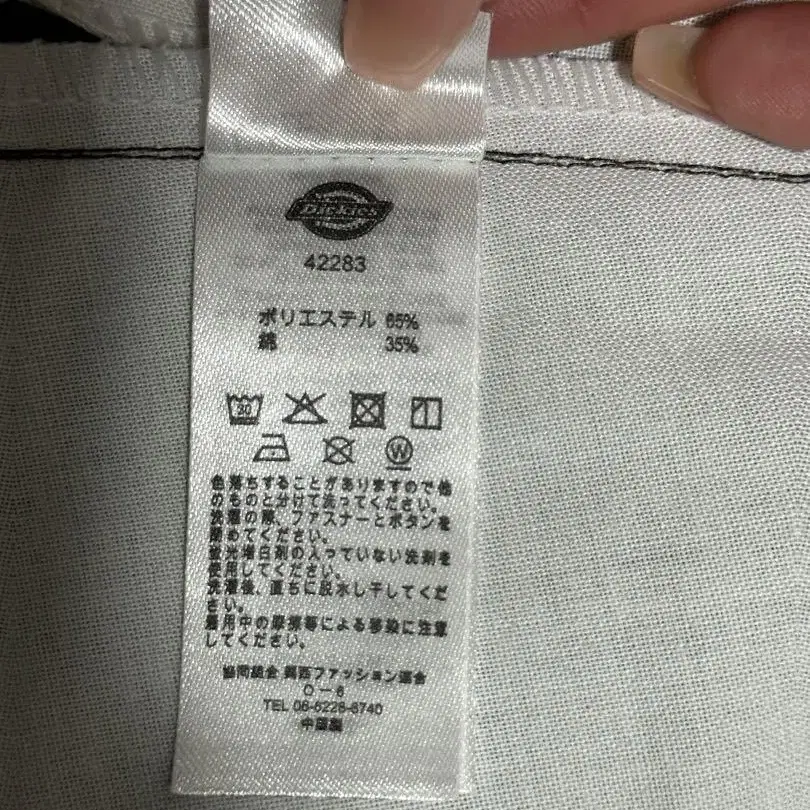 Dickies
42283
ポリエステル 65%
綿 35%
30
W
色落ちすることがありますので他
のものと分けて洗ってください。
洗濯の際、ファスナーとボタンを
閉めてください。
蛍光増白剤の入っていない洗剤を
使用してください。
洗濯後、直ちに脱水し干してくだ
さい。
着用中の摩擦等による移染に注意
してください。
協同組合 関西ファッション連合
O-6
TEL 06-6228-6740
中国製